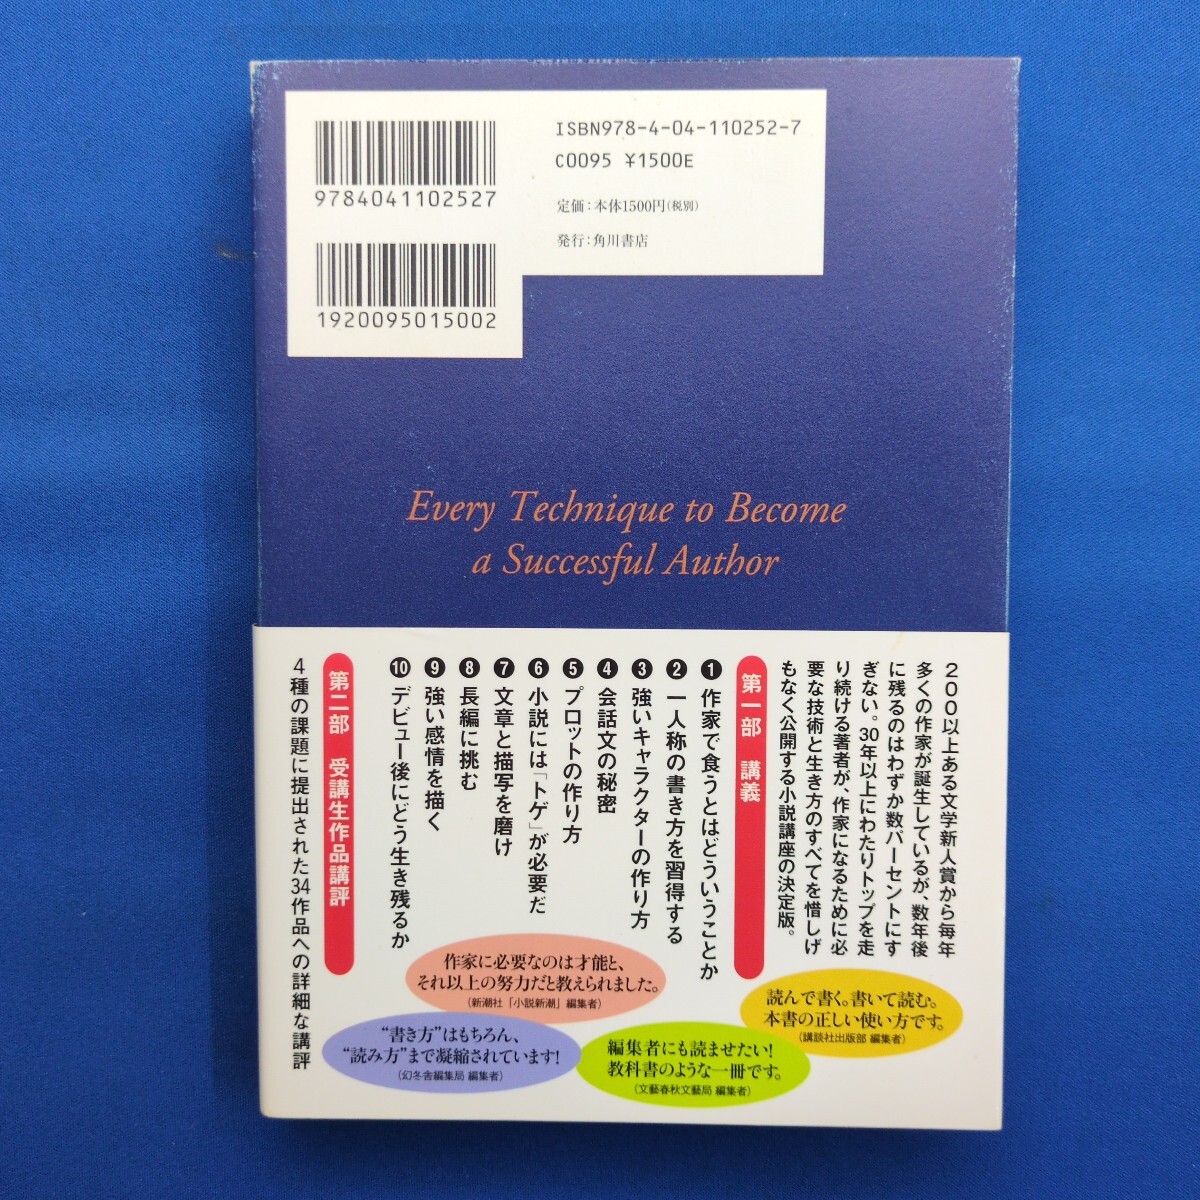 ISBN978-4-04-110252-7
C0095 ¥1500E
定価：本体1500円(税別)
発行：角川書店
9784041102527
1920095015002
Every Technique to Become
a Successful Author
200以上ある文学新人賞から毎年
多くの作家が誕生しているが、数年後
に残るのはわずか数パーセントにす
ぎない。30年以上にわたりトップを走
り続ける著者が、作家になるために必
要な技術と生き方のすべてを惜しげ
もなく公開する小説講座の決定版。
第一部 講義
❶作家で食うとはどういうことか
❷一人称の書き方を習得する
❸強いキャラクターの作り方
❹会話文の秘密
❺プロットの作り方
❻小説には「トゲ」が必要だ
❼文章と描写を磨け
❽長編に挑む
❾強い感情を描く
❿デビュー後にどう生き残るか
第二部 受講生作品講評
4種の課題に提出された34作品への詳細な講評
作家に必要なのは才能と、
それ以上の努力だと教えられました。
(新潮社「小説新潮」編集者)
読んで書く。書いて読む。
本書の正しい使い方です。
(講談社出版部 編集者)
“書き方”はもちろん、
“読み方”まで凝縮されています！
(幻冬舎編集局 編集者)
編集者にも読ませたい！
教科書のような一冊です。
(文藝春秋文藝局 編集者)